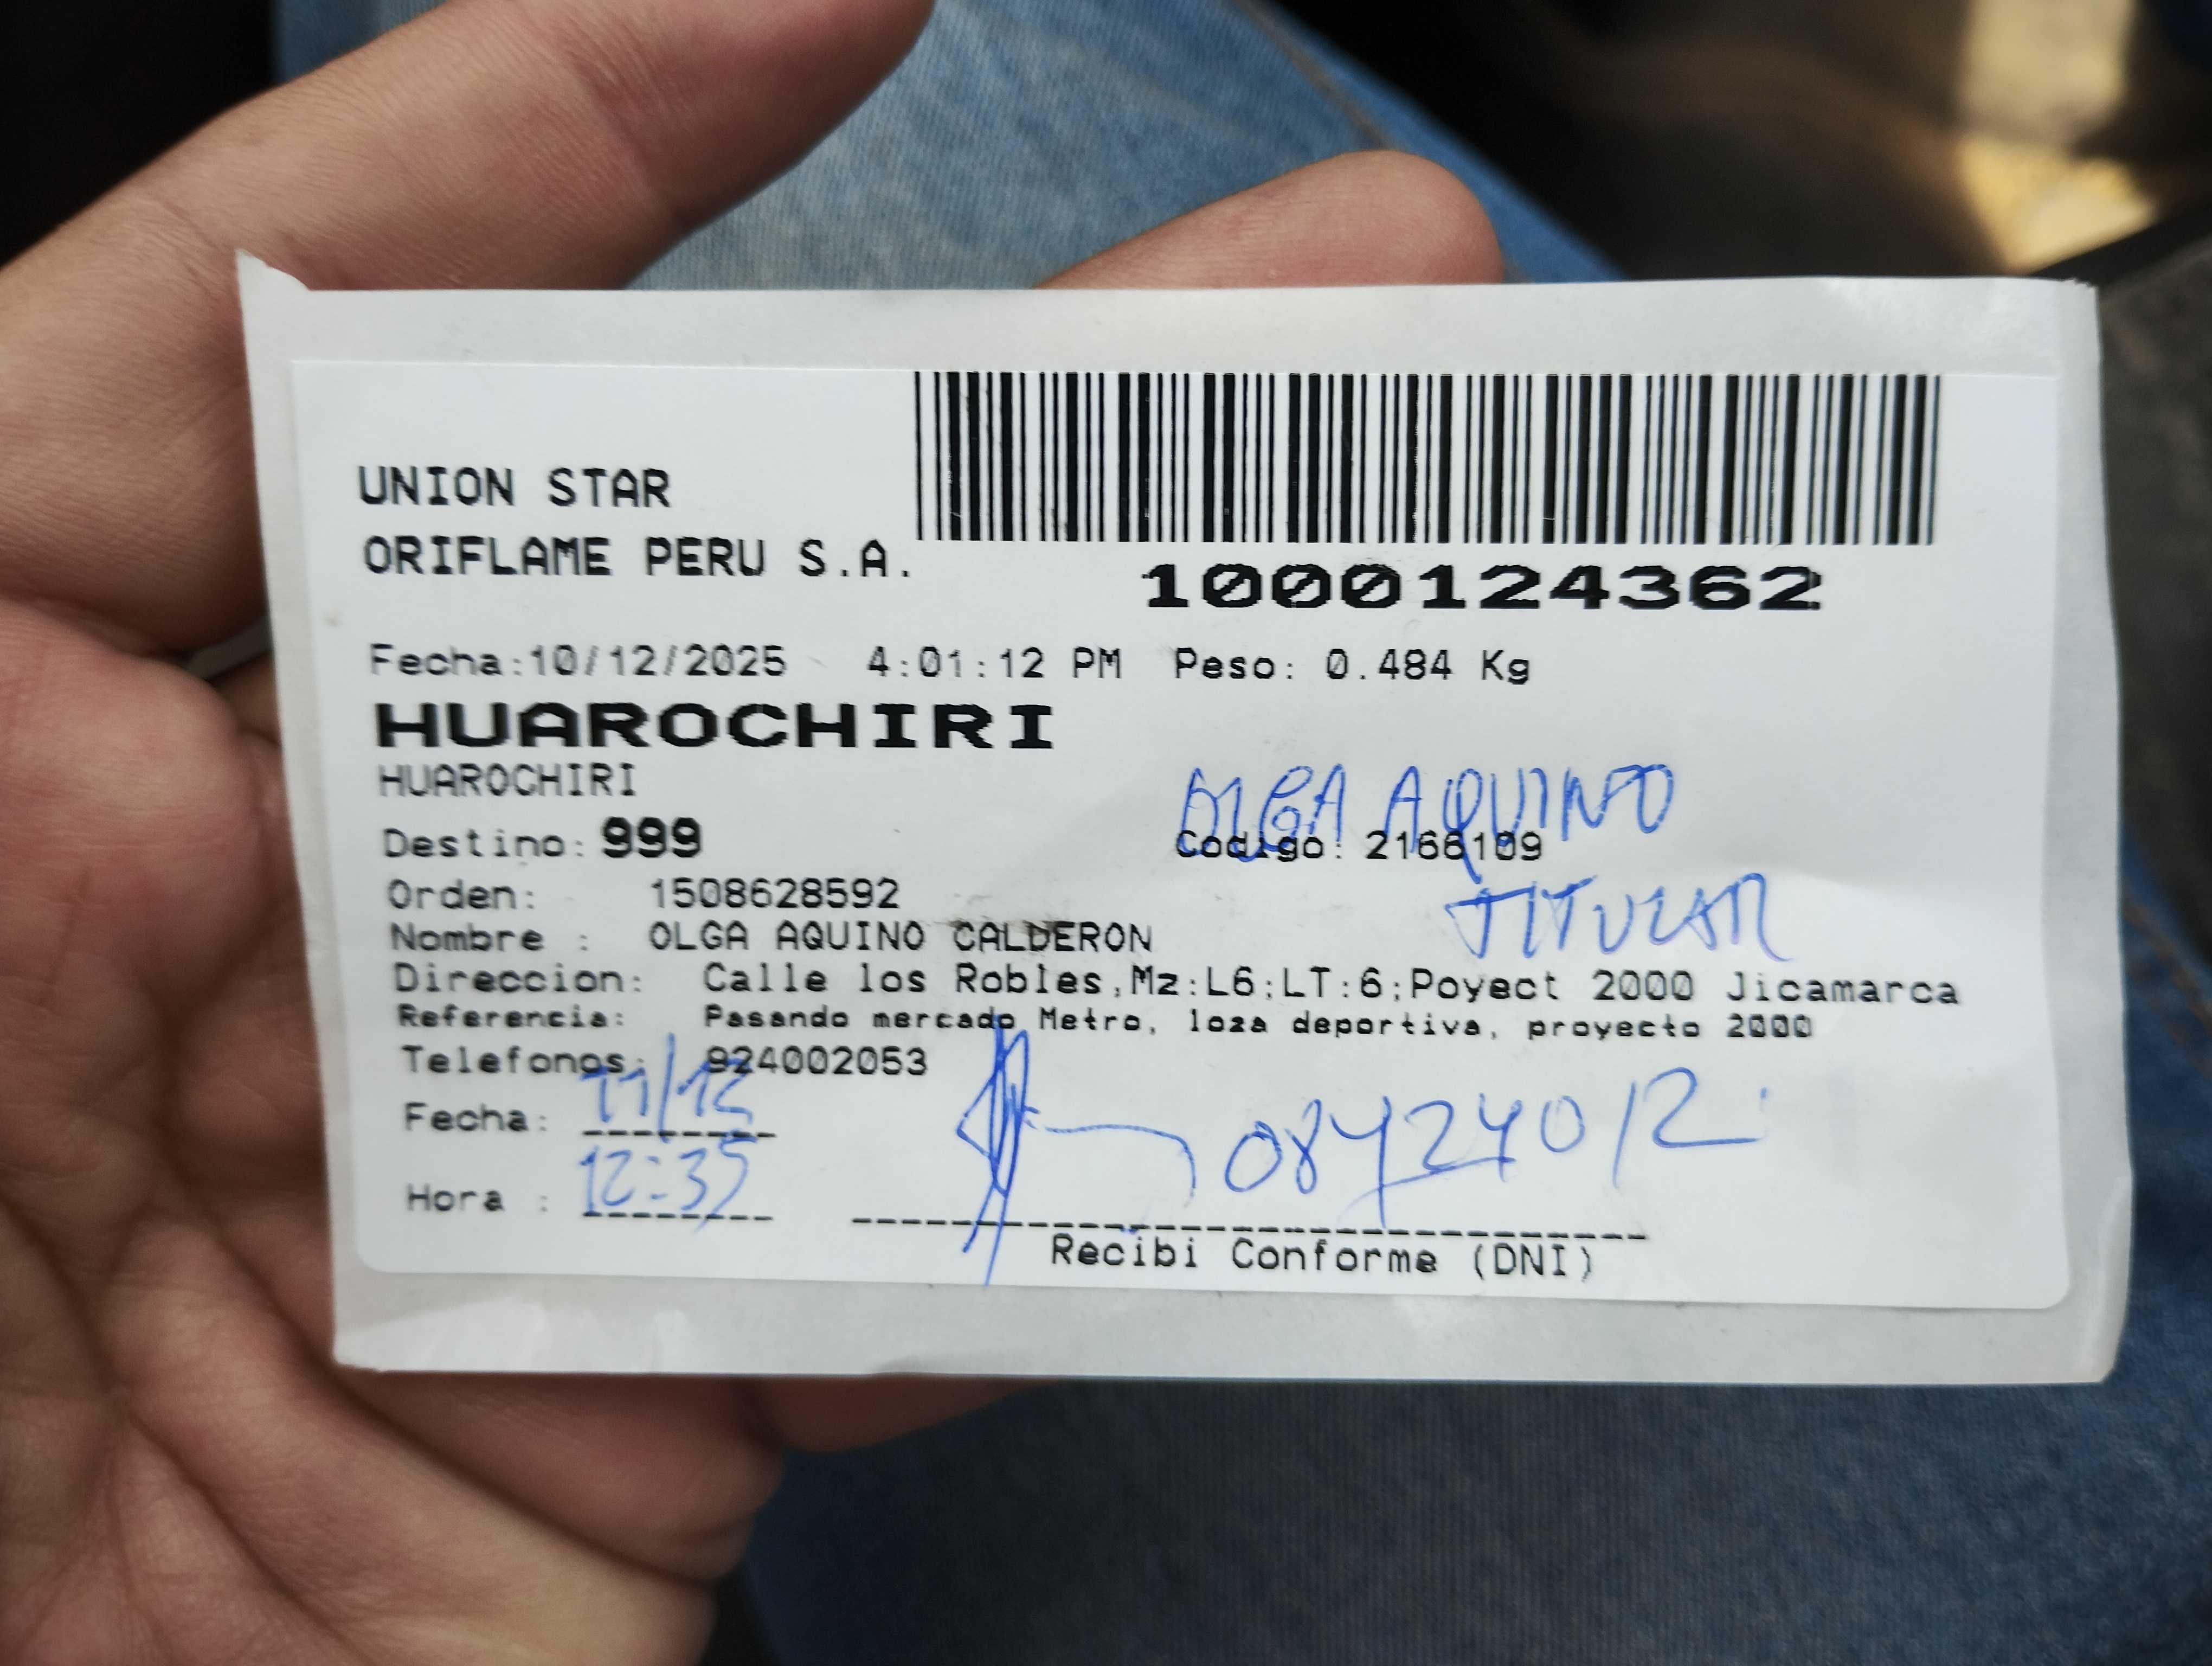 UNION STAR
ORIFLAME PERU S.A.
1000124362
Fecha:10/12/2025 4:01:12 PM Peso: 0.484 Kg
HUAROCHIRI
HUAROCHIRI
OLGA AQUINO
Destino: 999 Codigo: 2166109
TITULAR
Orden: 1508628592
Nombre : OLGA AQUINO CALDERON
Direccion: Calle los Robles,Mz:L6;LT:6;Poyect 2000 Jicamarca
Referencia: Pasando mercado Metro, loza deportiva, proyecto 2000
Telefonos: 924002053
Fecha: 11/12
Hora : 12:35
Recibi Conforme (DNI)